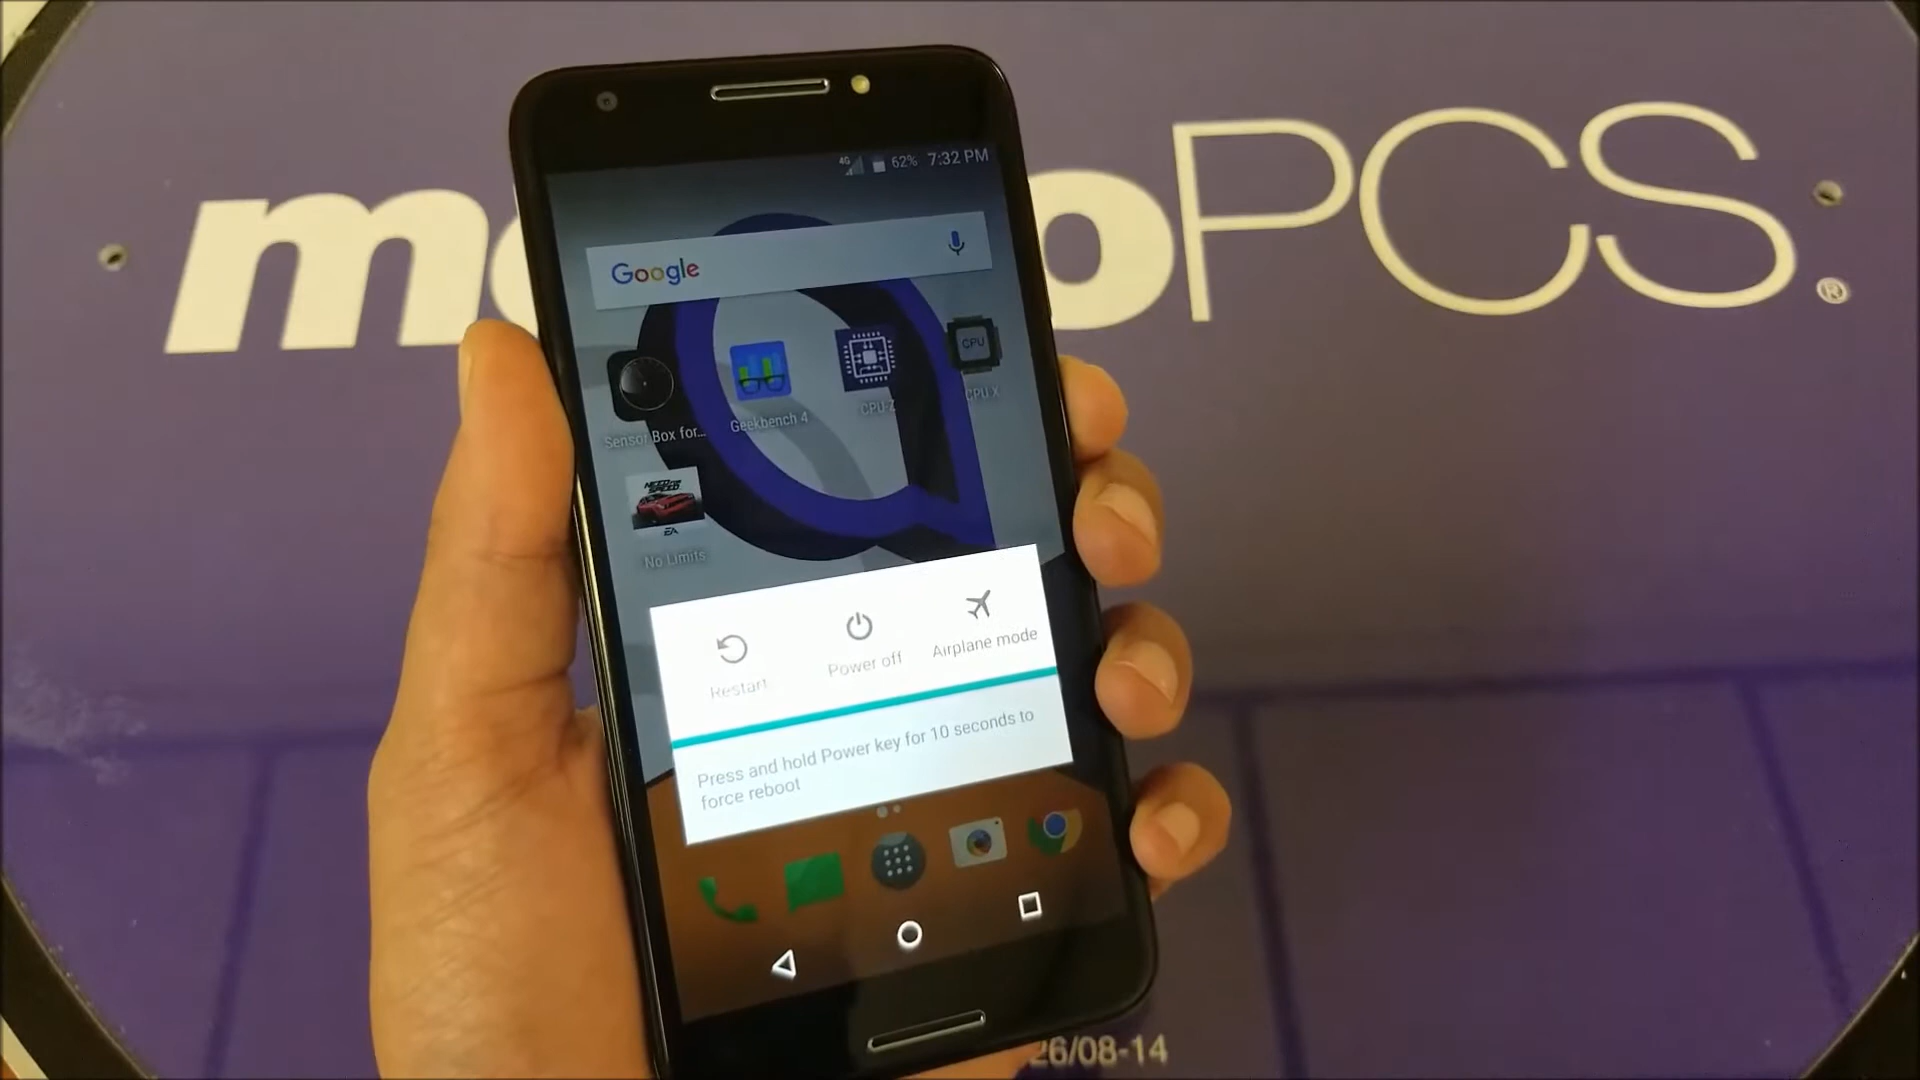 metroPCS®
4G 62% 7:32 PM
Google
CPU
Sensor Box for...
Geekbench 4
CPU-Z
CPU X
NEED FOR SPEED
EA
No Limits
Restart
Power off
Airplane mode
Press and hold Power key for 10 seconds to
force reboot
26/08-14